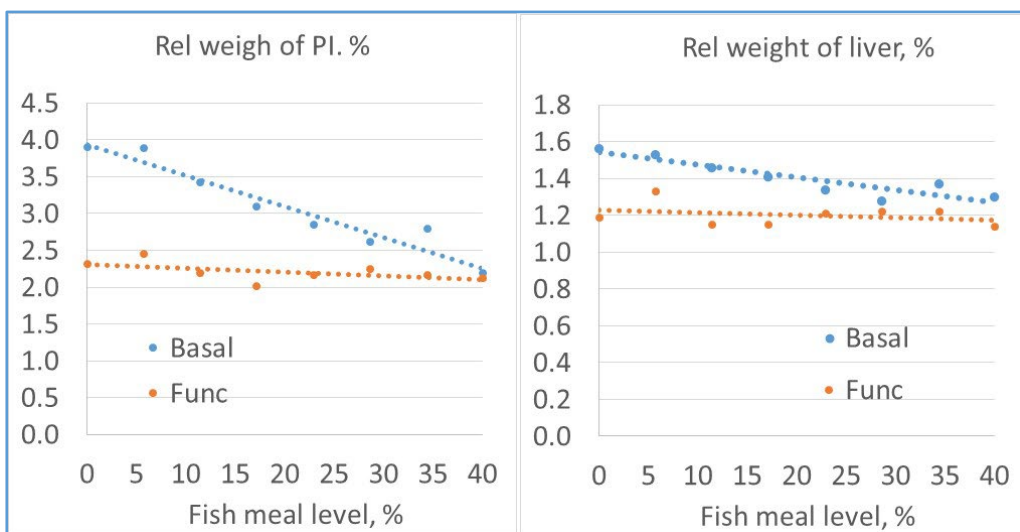 Rel weigh of PI. %
4.5
4.0
3.5
3.0
2.5
2.0
1.5
1.0
0.5
0.0
Basal
Func
0 5 10 15 20 25 30 35 40
Fish meal level, %
Rel weight of liver, %
1.8
1.6
1.4
1.2
1.0
0.8
0.6
0.4
0.2
0.0
Basal
Func
0 5 10 15 20 25 30 35 40
Fish meal level, %